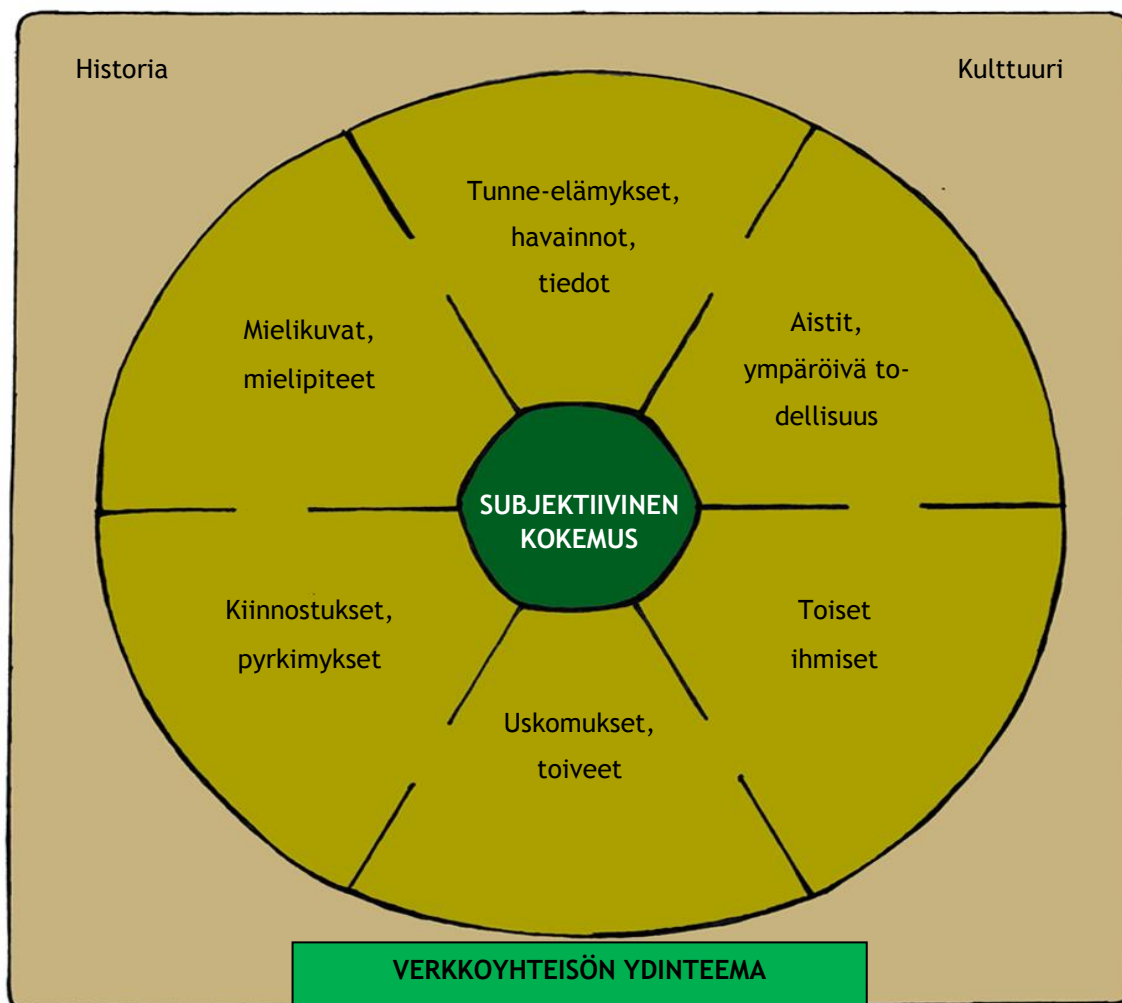 Historia
Kulttuuri
Tunne-elämykset,
havainnot,
tiedot
Mielikuvat,
mielipiteet
Aistit,
ympäröivä to-
dellisuus
SUBJEKTIIVINEN
KOKEMUS
Kiinnostukset,
pyrkimykset
Toiset
ihmiset
Uskomukset,
toiveet
VERKKOYHTEISÖN YDINTEEMA